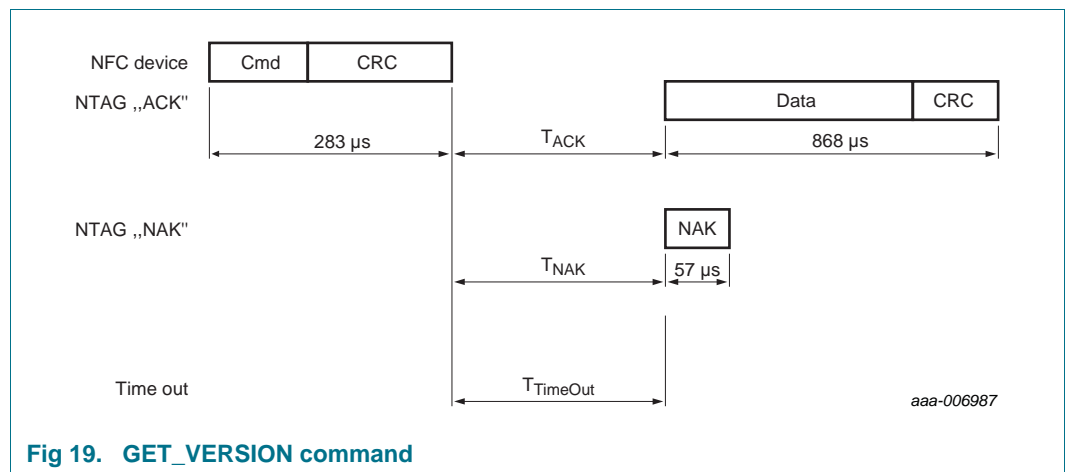 NFC device Cmd CRC
NTAG ,,ACK" Data CRC
283 µs TACK 868 µs
NTAG ,,NAK" NAK
TNAK 57 µs
Time out TTimeOut aaa-006987
Fig 19. GET_VERSION command